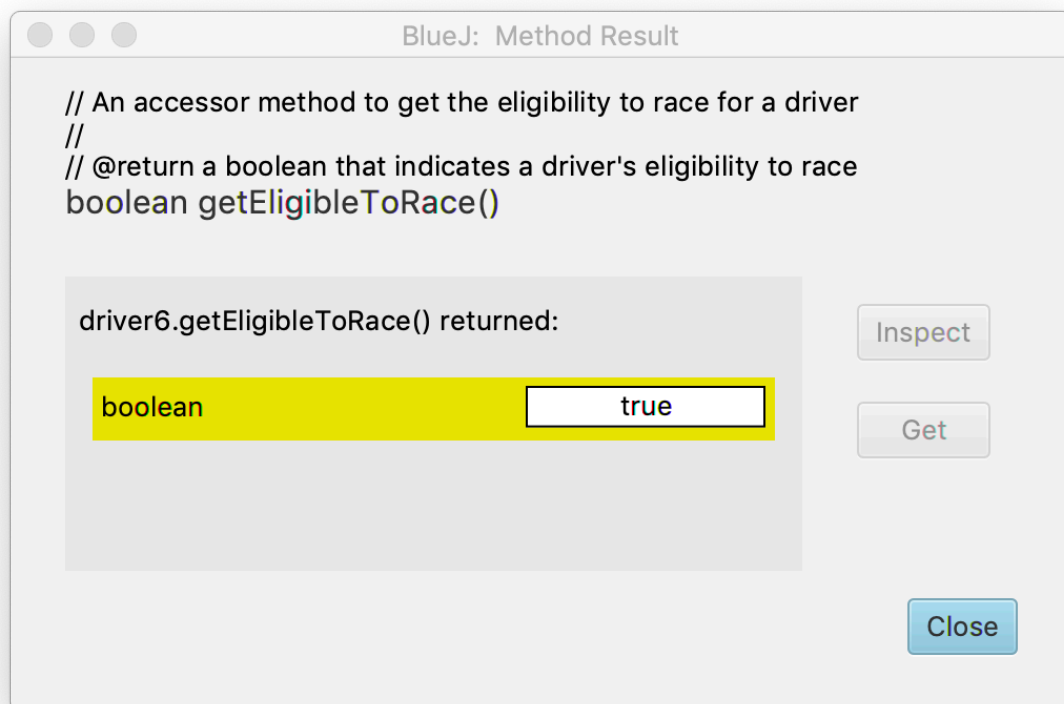 BlueJ:  Method Result
// An accessor method to get the eligibility to race for a driver
//
// @return a boolean that indicates a driver's eligibility to race
boolean getEligibleToRace()
driver6.getEligibleToRace() returned:
Inspect
boolean true
Get
Close